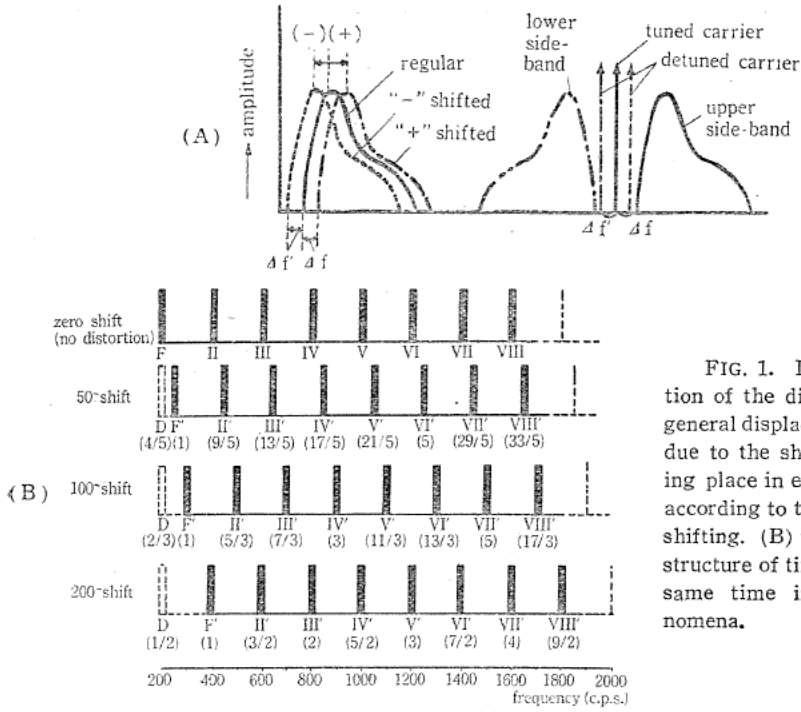 (−)(+)
lower
side-
band
tuned carrier
detuned carrier
regular
"−" shifted
"+" shifted
upper
side-band
(A)
amplitude
Δf' Δf
Δf' Δf
zero shift
(no distortion)
F II III IV V VI VII VIII
50~shift
D F' II' III' IV' V' VI' VII' VIII'
(4/5) (1) (9/5) (13/5) (17/5) (21/5) (5) (29/5) (33/5)
(B)
100~shift
D F' II' III' IV' V' VI' VII' VIII'
(2/3) (1) (5/3) (7/3) (3) (11/3) (13/3) (5) (17/3)
200~shift
D F' II' III' IV' V' VI' VII' VIII'
(1/2) (1) (3/2) (2) (5/2) (3) (7/2) (4) (9/2)
200 400 600 800 1000 1200 1400 1600 1800 2000
frequency (c.p.s.)
FIG. 1.
tion of the di
general displac
due to the sh
ing place in e
according to t
shifting. (B)
structure of ti
same time i
nomena.